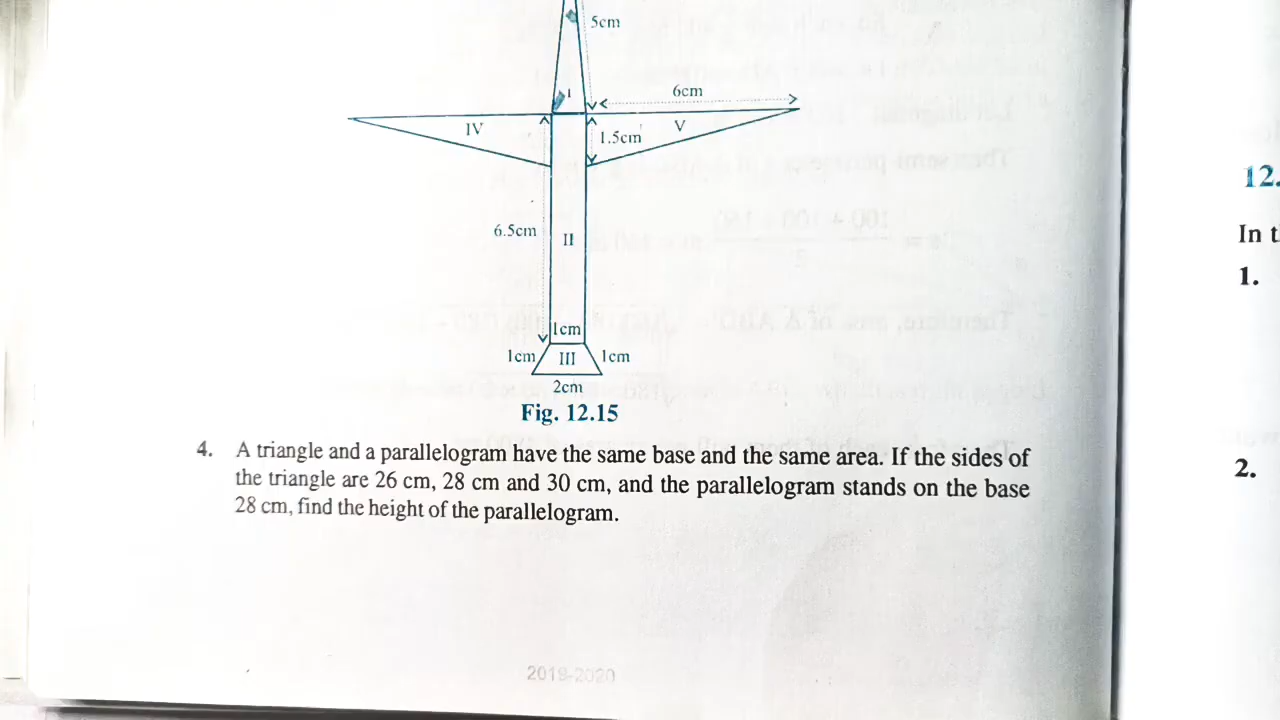 5cm
I
6cm
IV
V
1.5cm
6.5cm
II
1cm
1cm
III
1cm
2cm
Fig. 12.15
4. A triangle and a parallelogram have the same base and the same area. If the sides of
the triangle are 26 cm, 28 cm and 30 cm, and the parallelogram stands on the base
28 cm, find the height of the parallelogram.
2019-2020
12.
In t
1.
2.